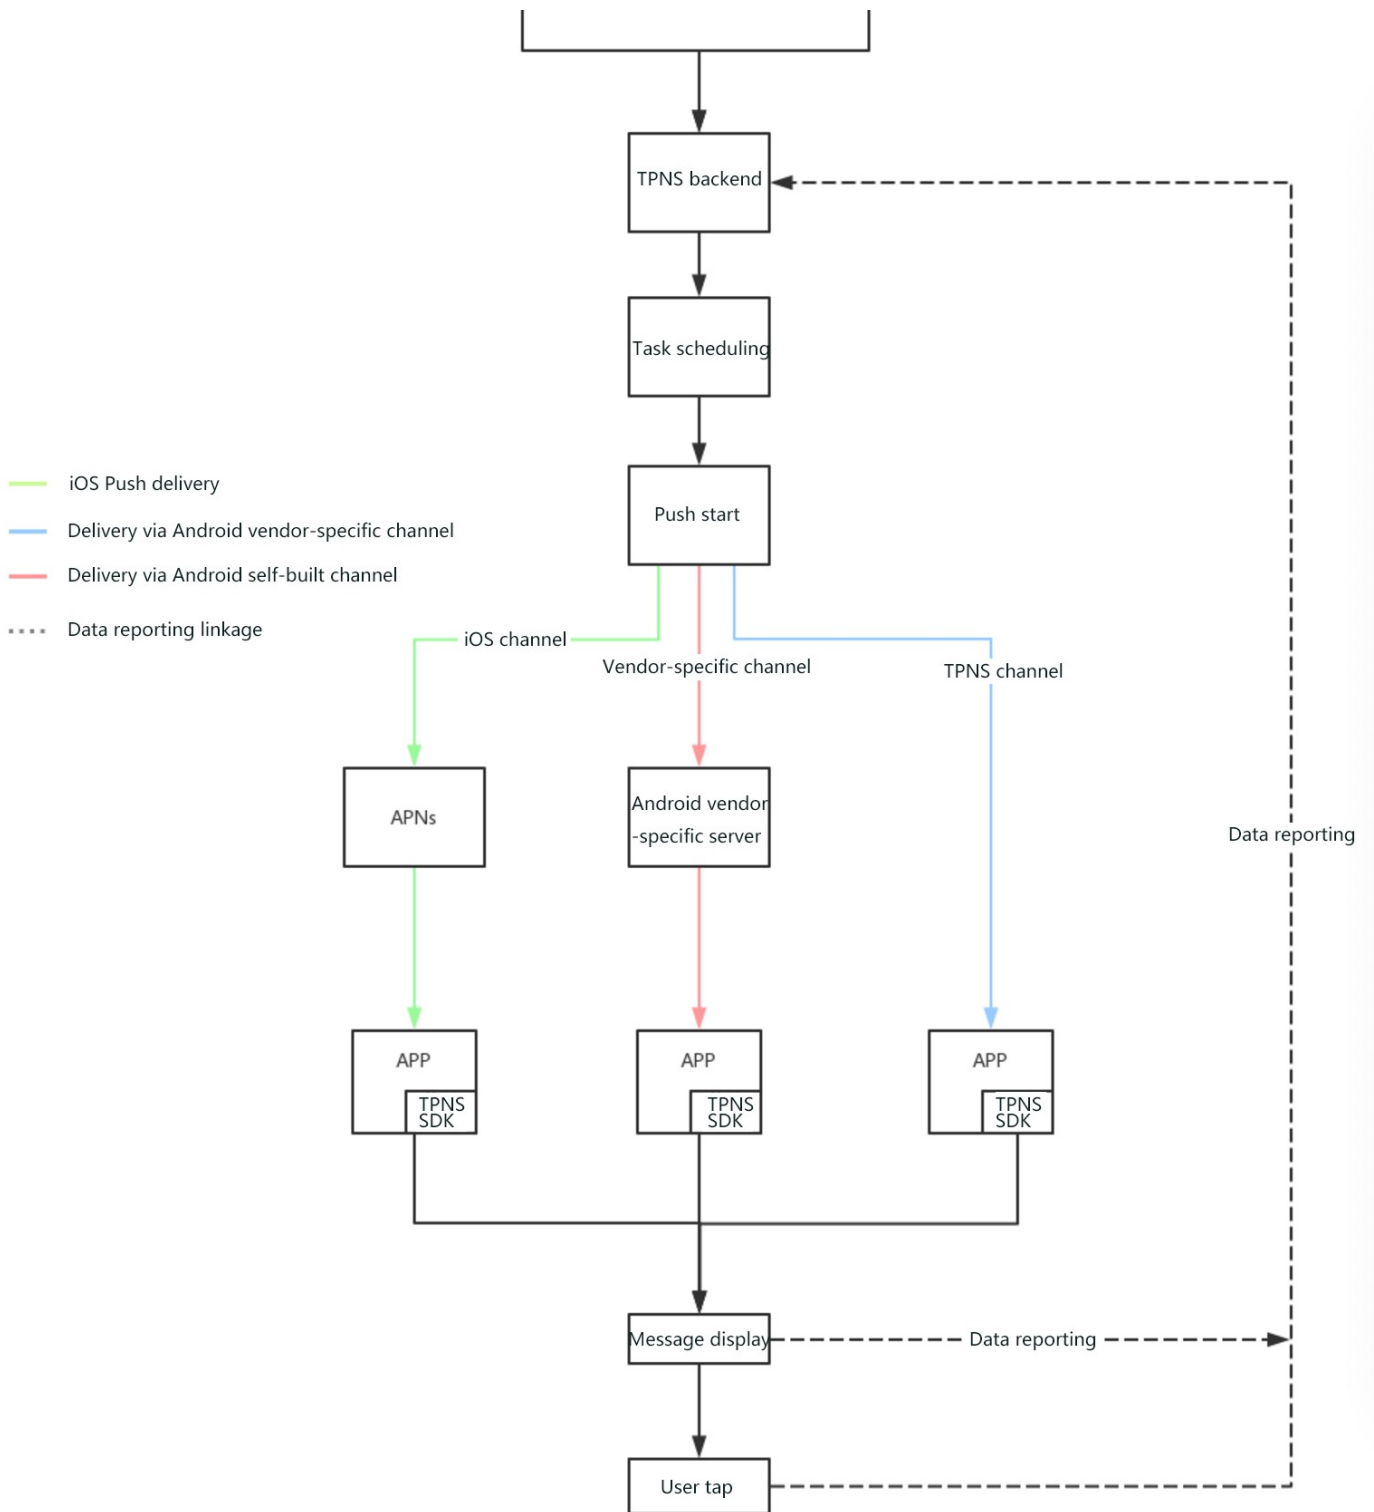 TPNS backend
Task scheduling
iOS Push delivery
Delivery via Android vendor-specific channel
Delivery via Android self-built channel
Data reporting linkage
Push start
iOS channel
Vendor-specific channel
TPNS channel
APNs
Android vendor
-specific server
Data reporting
APP
TPNS
SDK
APP
TPNS
SDK
APP
TPNS
SDK
Message display
Data reporting
User tap